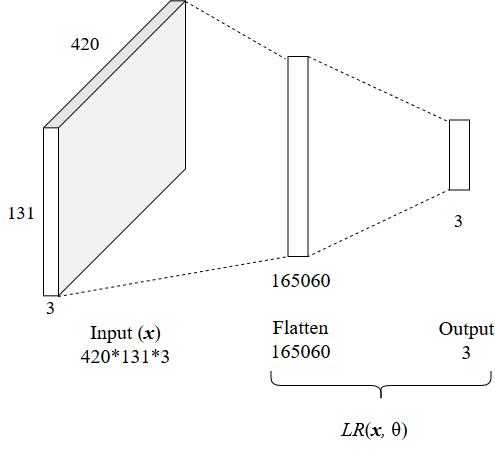 420
131
3
165060
3
Input (x)
420*131*3
Flatten
165060
Output
3
LR(x, θ)